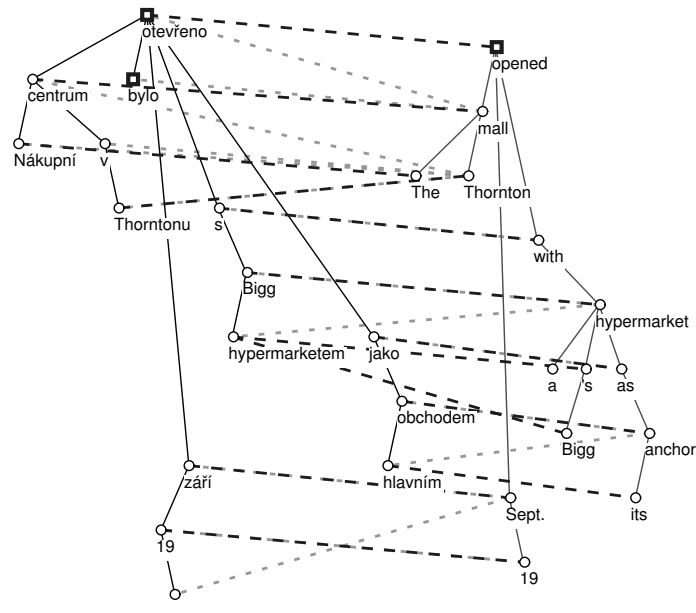 otevřeno
opened
centrum
bylo
mall
Nákupní
v
The
Thornton
Thorntonu
s
with
Bigg
hypermarket
hypermarketem
jako
a
's
as
obchodem
Bigg
anchor
září
hlavním
Sept.
its
19
19